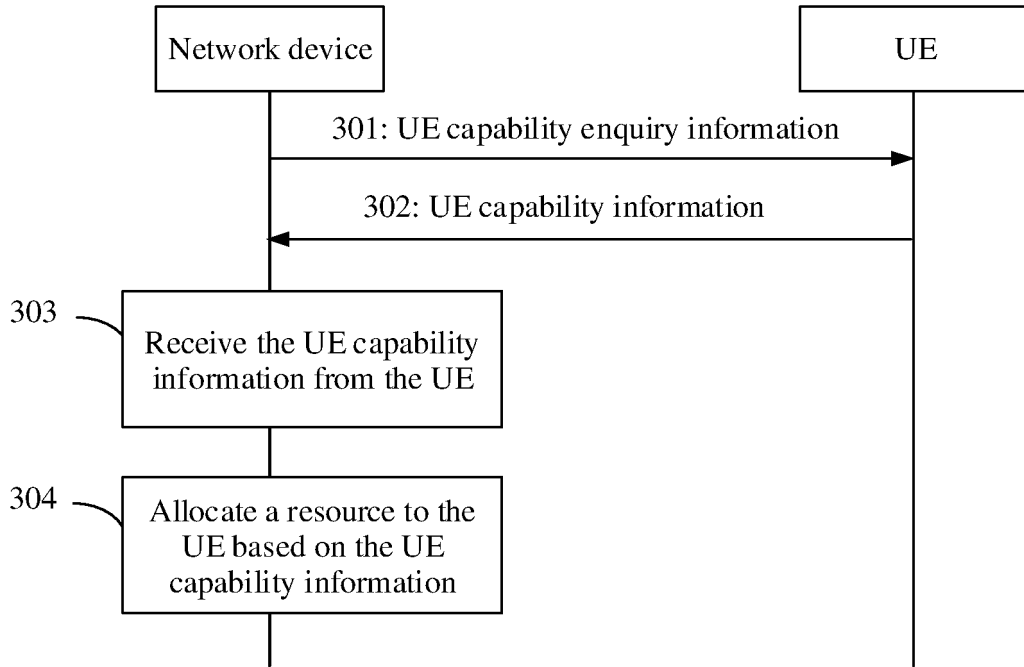 Network device
UE
301: UE capability enquiry information
302: UE capability information
303
Receive the UE capability
information from the UE
304
Allocate a resource to the
UE based on the UE
capability information